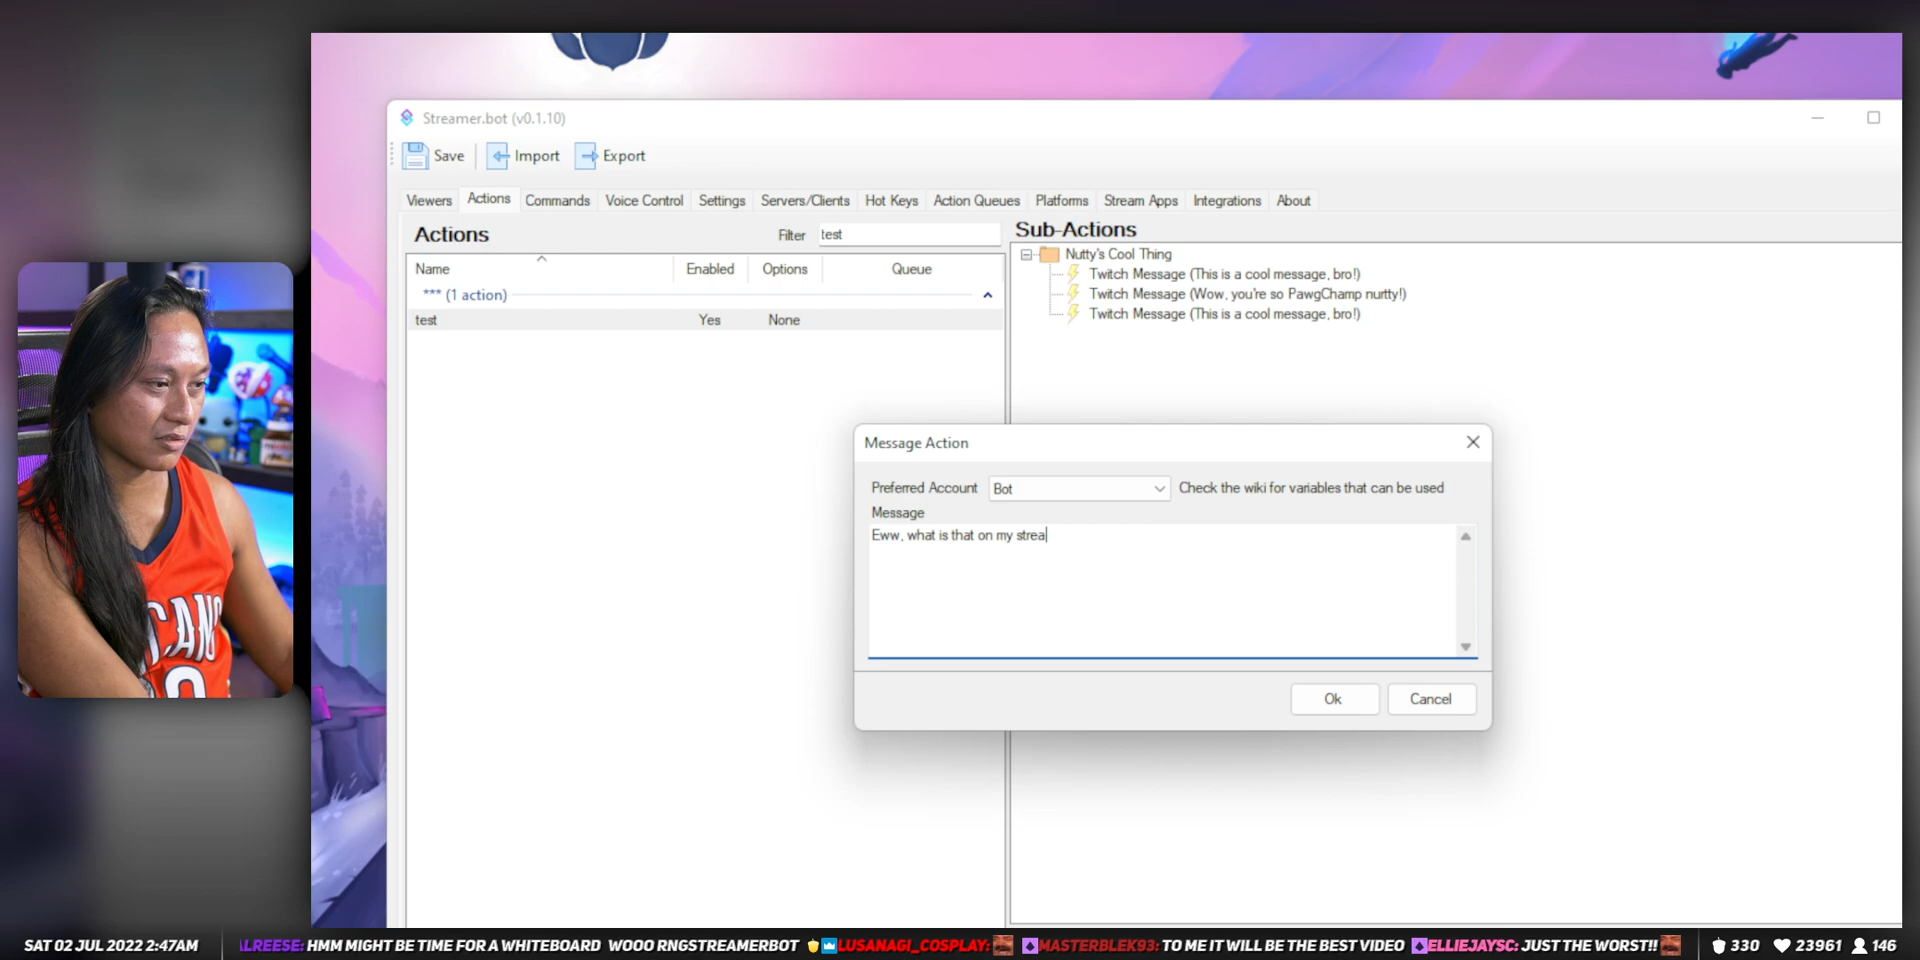 Streamer.bot (v0.1.10)
Save Import Export
Viewers Actions Commands Voice Control Settings Servers/Clients Hot Keys Action Queues Platforms Stream Apps Integrations About
Actions Filter test
Name Enabled Options Queue
*** (1 action)
test Yes None
Sub-Actions
Nutty's Cool Thing
Twitch Message (This is a cool message, bro!)
Twitch Message (Wow, you're so PawgChamp nurtty!)
Twitch Message (This is a cool message, bro!)
Message Action
Preferred Account Bot Check the wiki for variables that can be used
Message
Eww, what is that on my strea
Ok Cancel
SAT 02 JUL 2022 2:47AM LREESE: HMM MIGHT BE TIME FOR A WHITEBOARD WOOO RNGSTREAMERBOT LUSANAGI_COSPLAY: MASTERBLEK93: TO ME IT WILL BE THE BEST VIDEO ELLIEJAYSC: JUST THE WORST!! 330 23961 146